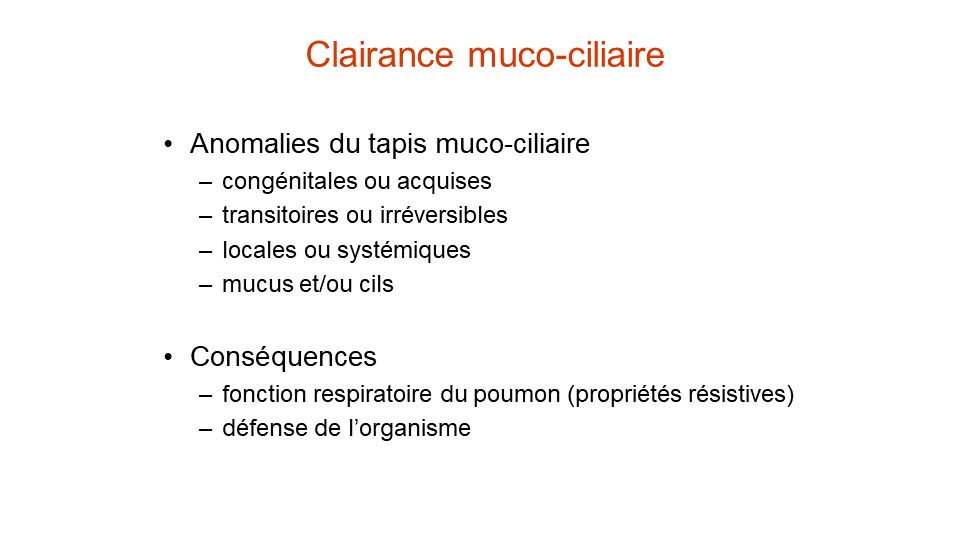 Clairance muco-ciliaire
• Anomalies du tapis muco-ciliaire
– congénitales ou acquises
– transitoires ou irréversibles
– locales ou systémiques
– mucus et/ou cils
• Conséquences
– fonction respiratoire du poumon (propriétés résistives)
– défense de l’organisme